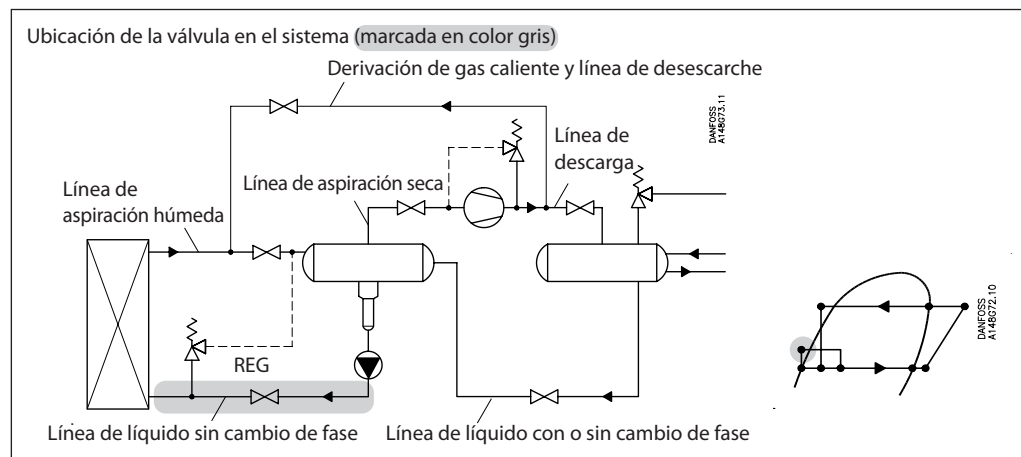 Ubicación de la válvula en el sistema (marcada en color gris)
Derivación de gas caliente y línea de desescarche
DANFOSS
A148G73.11
Línea de
descarga
Línea de aspiración seca
Línea de
aspiración húmeda
REG
DANFOSS
A148G72.10
Línea de líquido sin cambio de fase
Línea de líquido con o sin cambio de fase